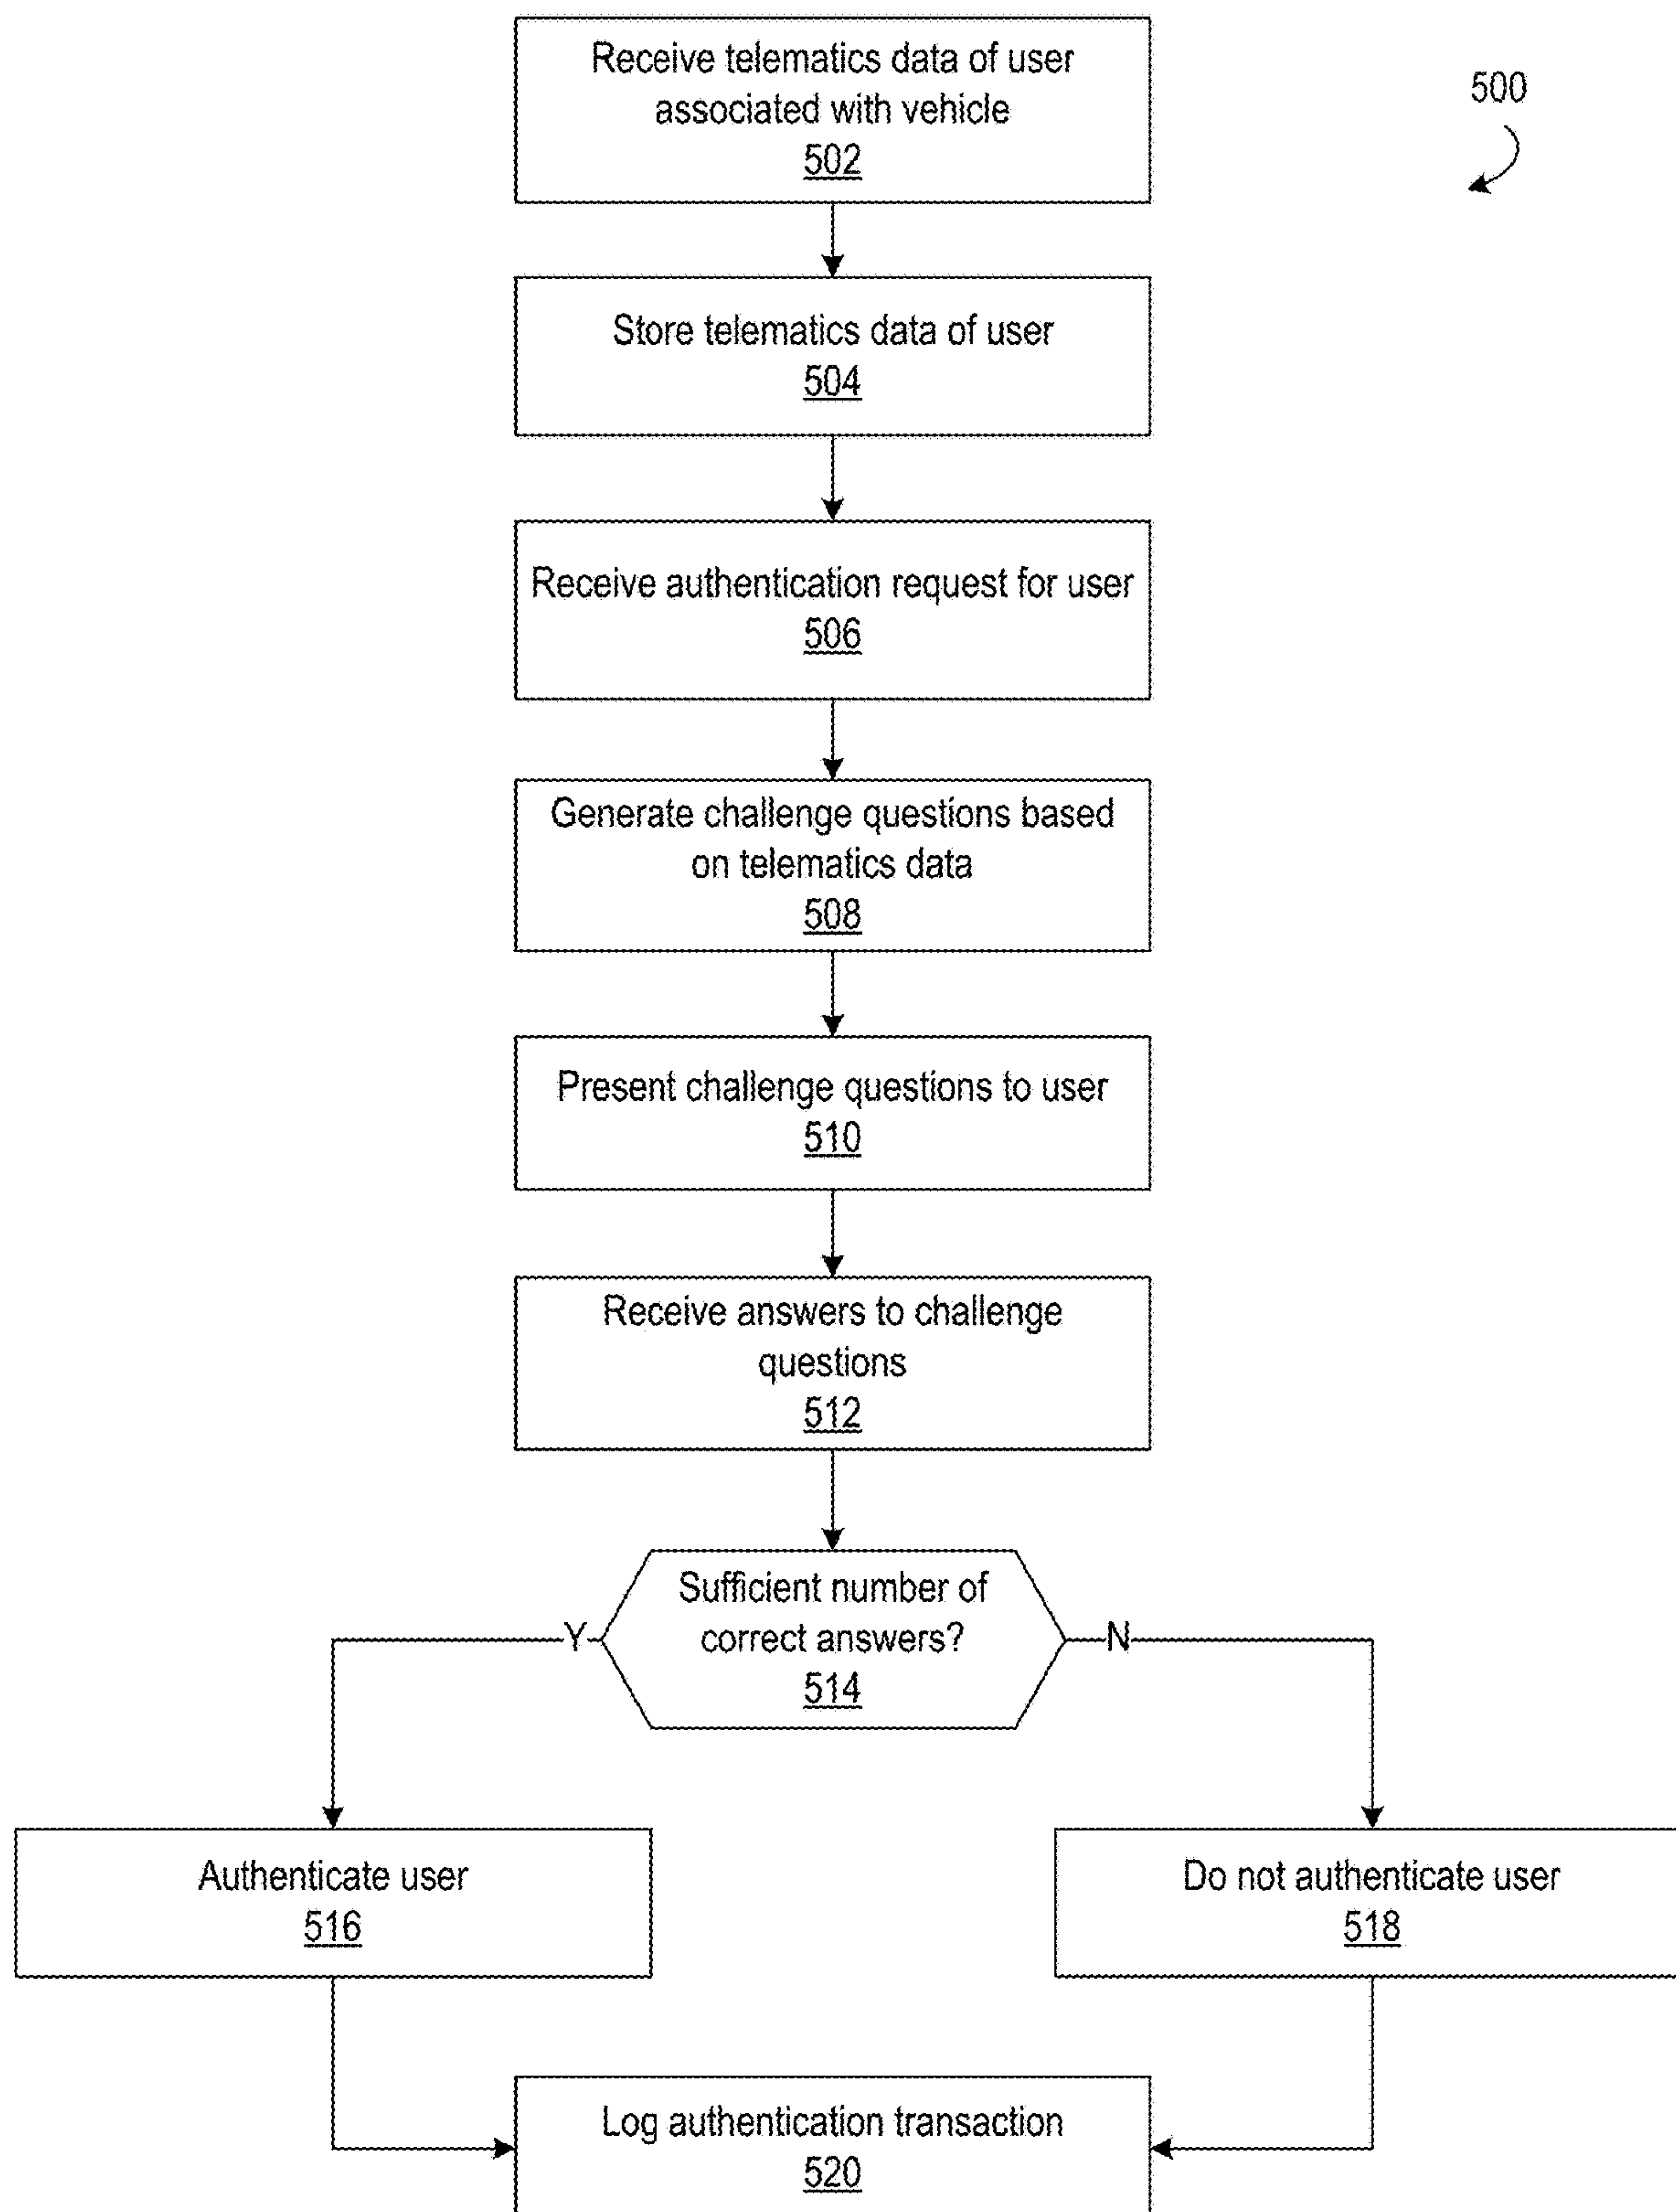 Receive telematics data of user
associated with vehicle
502
500
Store telematics data of user
504
Receive authentication request for user
506
Generate challenge questions based
on telematics data
508
Present challenge questions to user
510
Receive answers to challenge
questions
512
Sufficient number of
correct answers?
514
Y
N
Authenticate user
516
Do not authenticate user
518
Log authentication transaction
520